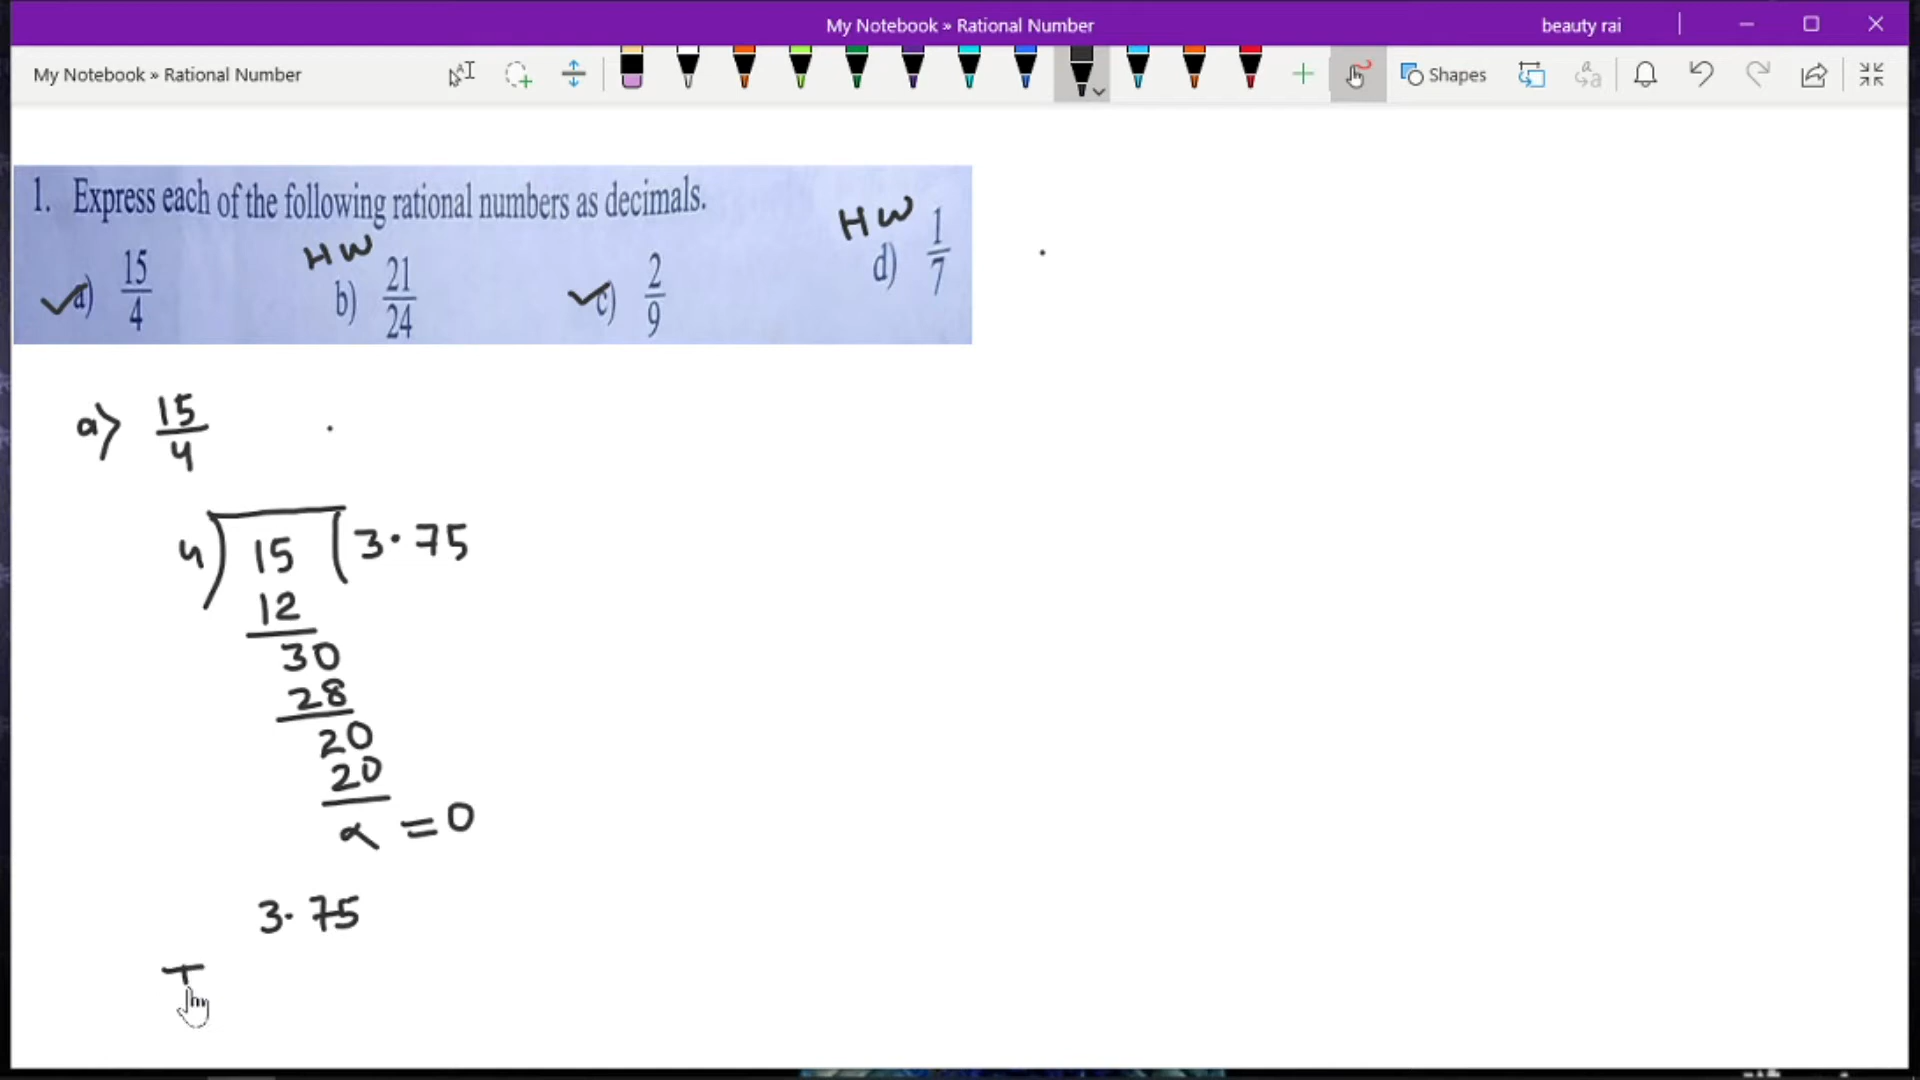 My Notebook » Rational Number
beauty rai
My Notebook » Rational Number
Shapes
1. Express each of the following rational numbers as decimals.
a) 15/4
HW
b) 21/24
c) 2/9
HW
d) 1/7
a) 15/4
4) 15 (3.75
12
30
28
20
20
= 0
3.75
T